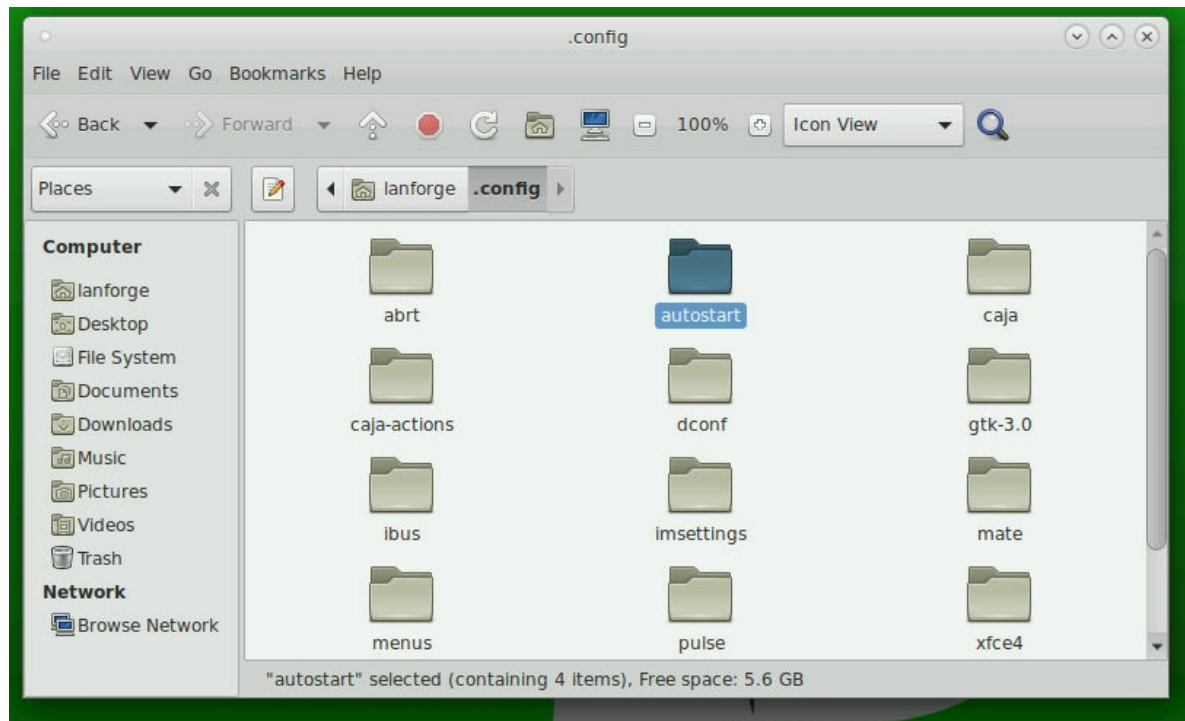 .config
File Edit View Go Bookmarks Help
Back Forward 100% Icon View
Places lanforge .config
Computer
lanforge
Desktop
File System
Documents
Downloads
Music
Pictures
Videos
Trash
Network
Browse Network
abrt autostart caja
caja-actions dconf gtk-3.0
ibus imsettings mate
menus pulse xfce4
"autostart" selected (containing 4 items), Free space: 5.6 GB